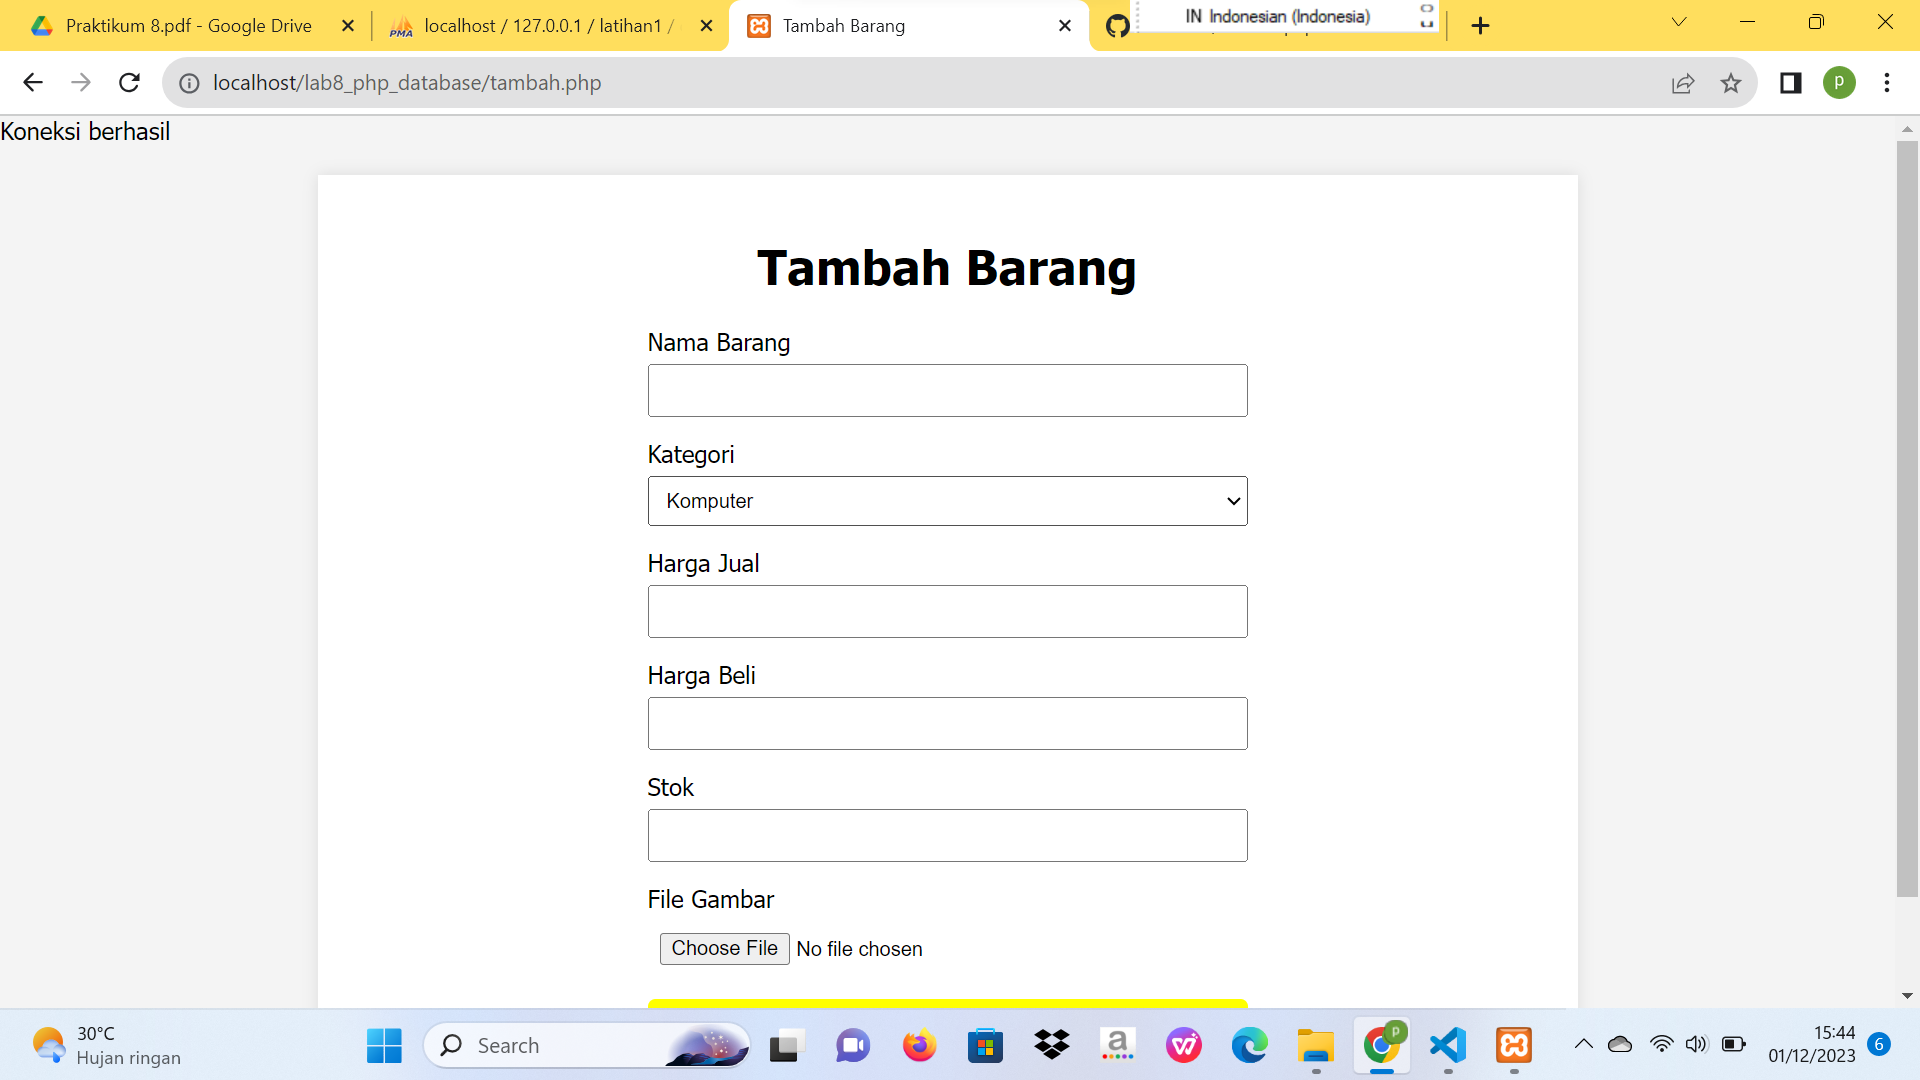 Praktikum 8.pdf - Google Drive
localhost / 127.0.0.1 / latihan1 /
Tambah Barang
IN Indonesian (Indonesia)
localhost/lab8_php_database/tambah.php
p
Koneksi berhasil
Tambah Barang
Nama Barang
Kategori
Komputer
Harga Jual
Harga Beli
Stok
File Gambar
Choose File No file chosen
30°C
Hujan ringan
Search
15:44
01/12/2023
6